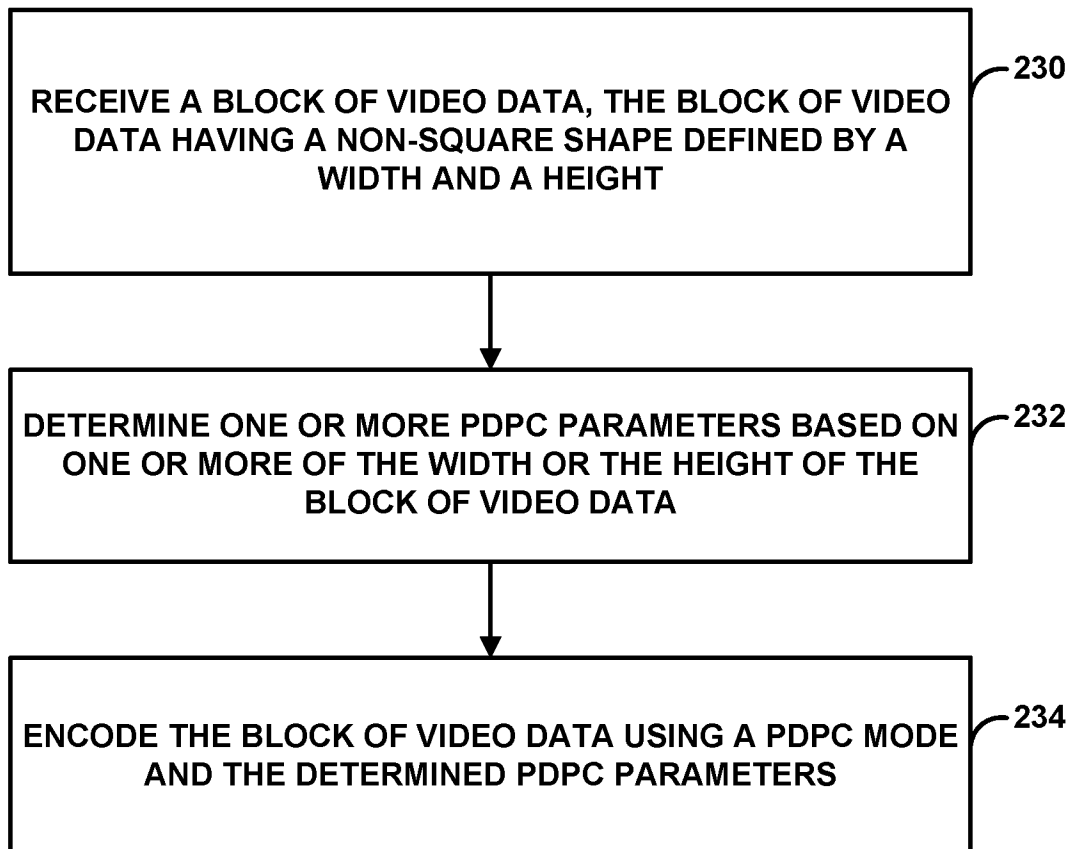 230
RECEIVE A BLOCK OF VIDEO DATA, THE BLOCK OF VIDEO
DATA HAVING A NON-SQUARE SHAPE DEFINED BY A
WIDTH AND A HEIGHT
232
DETERMINE ONE OR MORE PDPC PARAMETERS BASED ON
ONE OR MORE OF THE WIDTH OR THE HEIGHT OF THE
BLOCK OF VIDEO DATA
234
ENCODE THE BLOCK OF VIDEO DATA USING A PDPC MODE
AND THE DETERMINED PDPC PARAMETERS